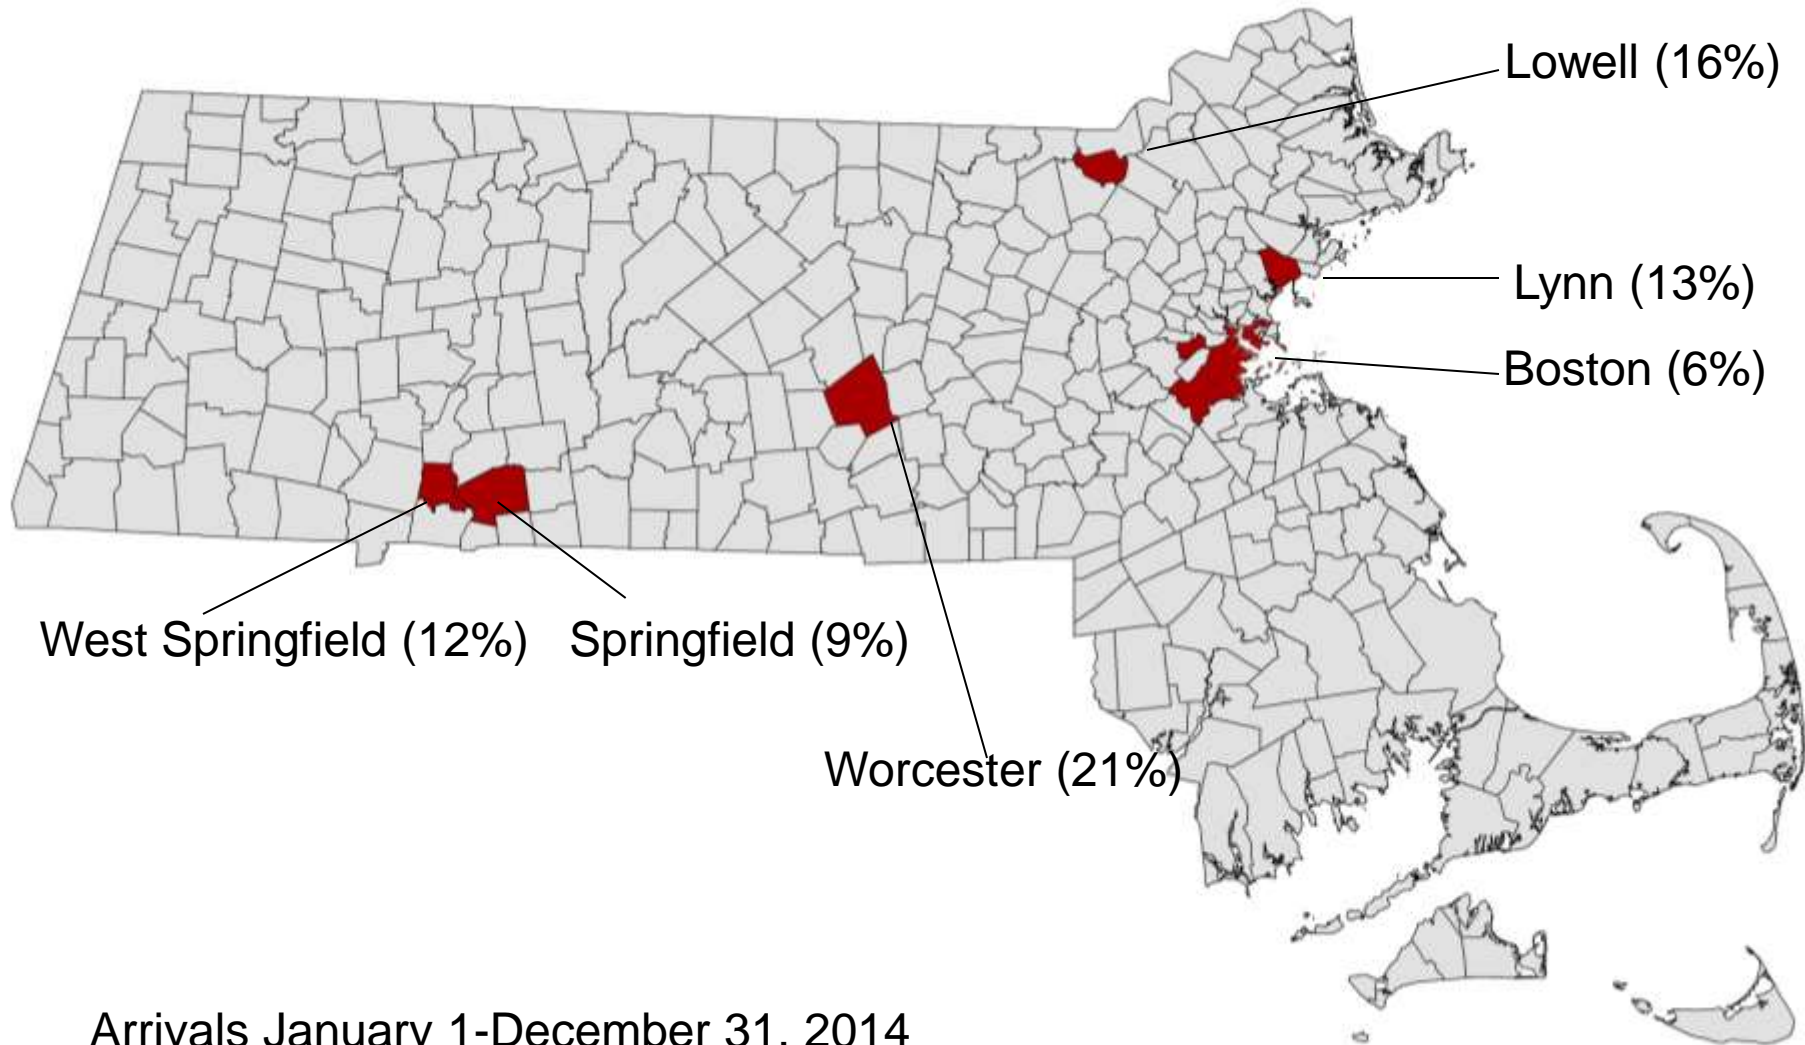 Lowell (16%)
Lynn (13%)
Boston (6%)
West Springfield (12%)
Springfield (9%)
Worcester (21%)
Arrivals January 1-December 31, 2014